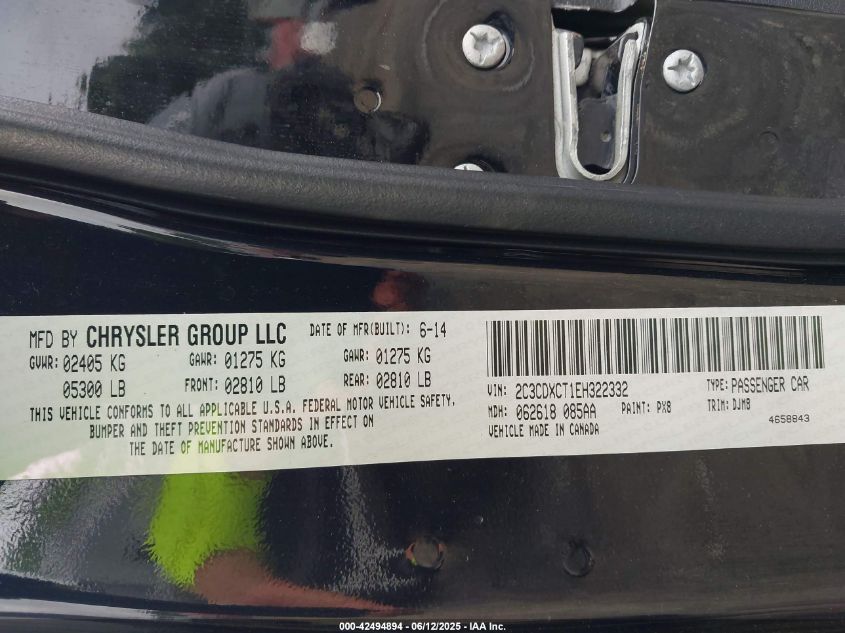 MFD BY CHRYSLER GROUP LLC DATE OF MFR(BUILT): 6-14
GVWR: 02405 KG GAWR: 01275 KG GAWR: 01275 KG
05300 LB FRONT: 02810 LB REAR: 02810 LB
THIS VEHICLE CONFORMS TO ALL APPLICABLE U.S.A. FEDERAL MOTOR VEHICLE SAFETY,
BUMPER AND THEFT PREVENTION STANDARDS IN EFFECT ON
THE DATE OF MANUFACTURE SHOWN ABOVE.
VIN: 2C3CDXCT1EH322332 TYPE: PASSENGER CAR
MDH: 062618 085AA PAINT: PX8 TRIM: DJM8
VEHICLE MADE IN CANADA 4658843
000-42494894 - 06/12/2025 - IAA Inc.